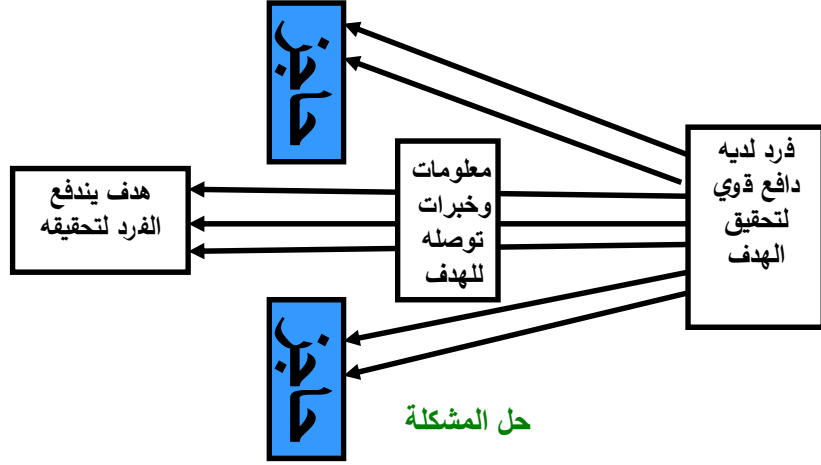 حاجز
فرد لديه
دافع قوي
لتحقيق
الهدف
معلومات
وخبرات
توصله
للهدف
هدف يندفع
الفرد لتحقيقه
حاجز
حل المشكلة